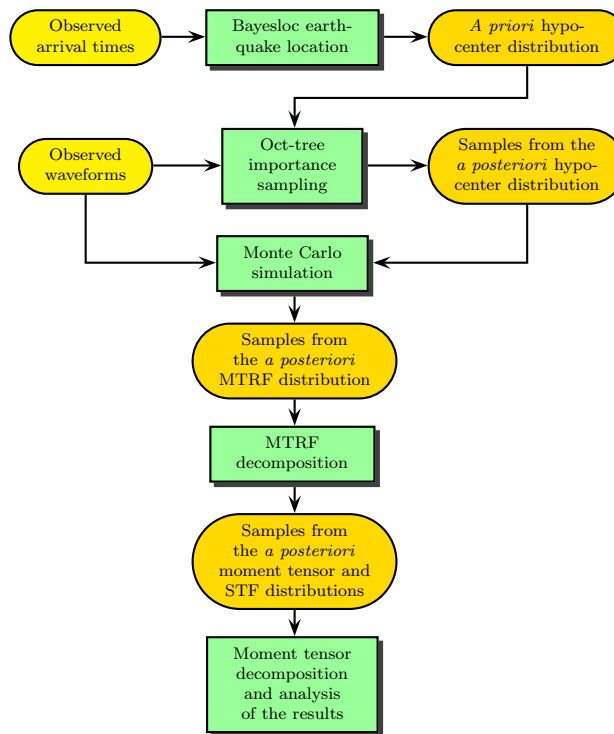 Observed
arrival times
Bayesloc earth-
quake location
A priori hypo-
center distribution
Observed
waveforms
Oct-tree
importance
sampling
Samples from the
a posteriori hypo-
center distribution
Monte Carlo
simulation
Samples from
the a posteriori
MTRF distribution
MTRF
decomposition
Samples from
the a posteriori
moment tensor and
STF distributions
Moment tensor
decomposition
and analysis
of the results